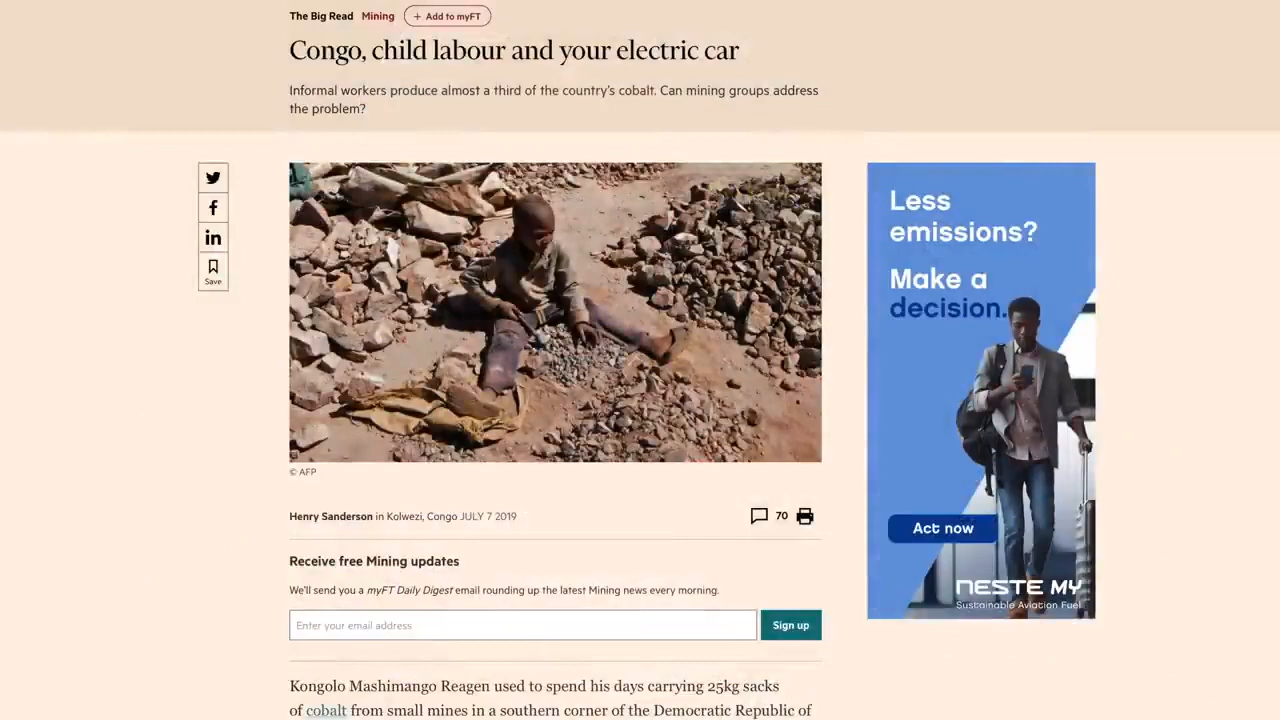 The Big Read Mining + Add to myFT
Congo, child labour and your electric car
Informal workers produce almost a third of the country's cobalt. Can mining groups address
the problem?
Save
© AFP
Henry Sanderson in Kolwezi, Congo JULY 7 2019
70
Receive free Mining updates
We'll send you a myFT Daily Digest email rounding up the latest Mining news every morning.
Enter your email address
Sign up
Kongolo Mashimango Reagen used to spend his days carrying 25kg sacks
of cobalt from small mines in a southern corner of the Democratic Republic of
Less
emissions?
Make a
decision.
Act now
NESTE MY
Sustainable Aviation Fuel